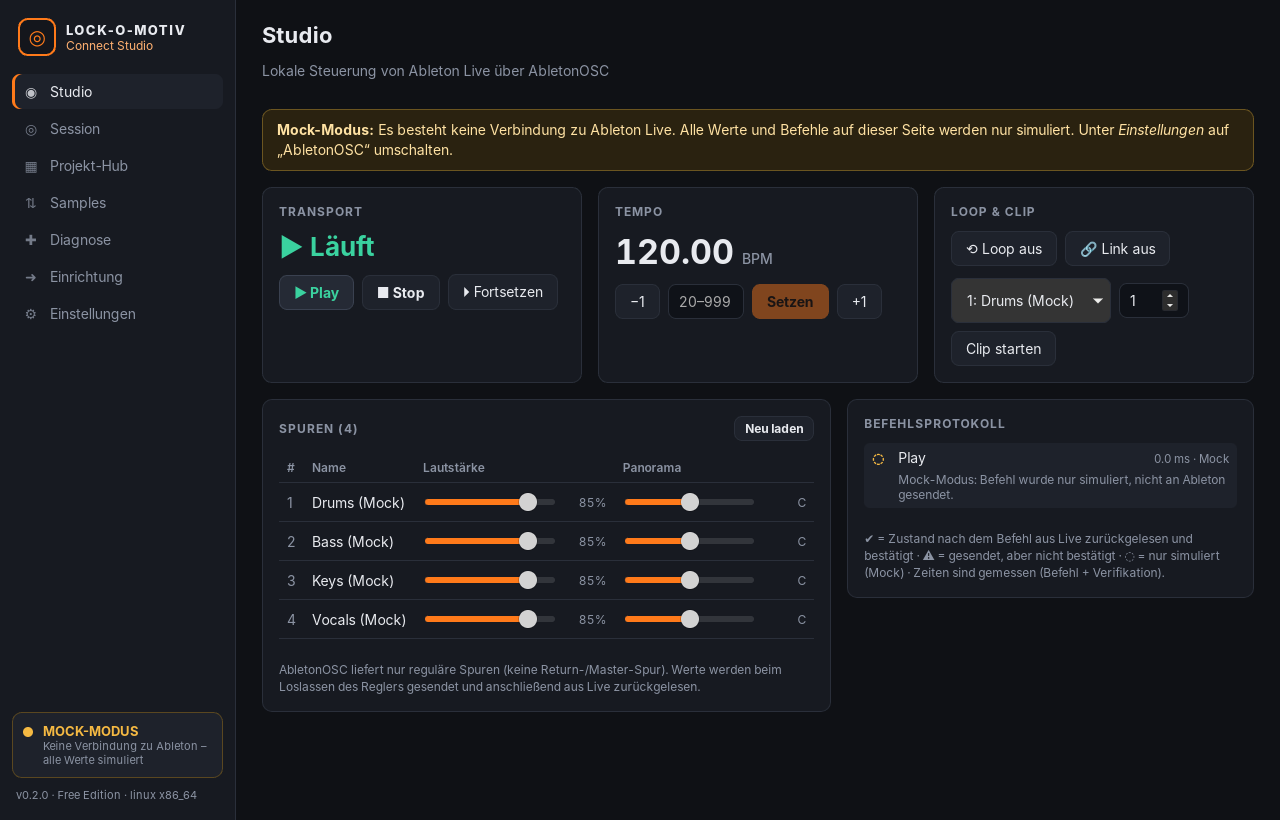 LOCK-O-MOTIV
Connect Studio
Studio
Session
Projekt-Hub
Samples
Diagnose
Einrichtung
Einstellungen
MOCK-MODUS
Keine Verbindung zu Ableton –
alle Werte simuliert
v0.2.0 · Free Edition · linux x86_64
Studio
Lokale Steuerung von Ableton Live über AbletonOSC
Mock-Modus: Es besteht keine Verbindung zu Ableton Live. Alle Werte und Befehle auf dieser Seite werden nur simuliert. Unter Einstellungen auf
„AbletonOSC“ umschalten.
TRANSPORT
▶ Läuft
▶ Play
■ Stop
⏵ Fortsetzen
TEMPO
120.00 BPM
−1
20–999
Setzen
+1
LOOP & CLIP
⟲ Loop aus
🔗 Link aus
1: Drums (Mock)
1
Clip starten
SPUREN (4)
Neu laden
# Name Lautstärke Panorama
1 Drums (Mock) 85% C
2 Bass (Mock) 85% C
3 Keys (Mock) 85% C
4 Vocals (Mock) 85% C
AbletonOSC liefert nur reguläre Spuren (keine Return-/Master-Spur). Werte werden beim
Loslassen des Reglers gesendet und anschließend aus Live zurückgelesen.
BEFEHLSPROTOKOLL
◌ Play 0.0 ms · Mock
Mock-Modus: Befehl wurde nur simuliert, nicht an Ableton
gesendet.
✔ = Zustand nach dem Befehl aus Live zurückgelesen und
bestätigt · ⚠ = gesendet, aber nicht bestätigt · ◌ = nur simuliert
(Mock) · Zeiten sind gemessen (Befehl + Verifikation).